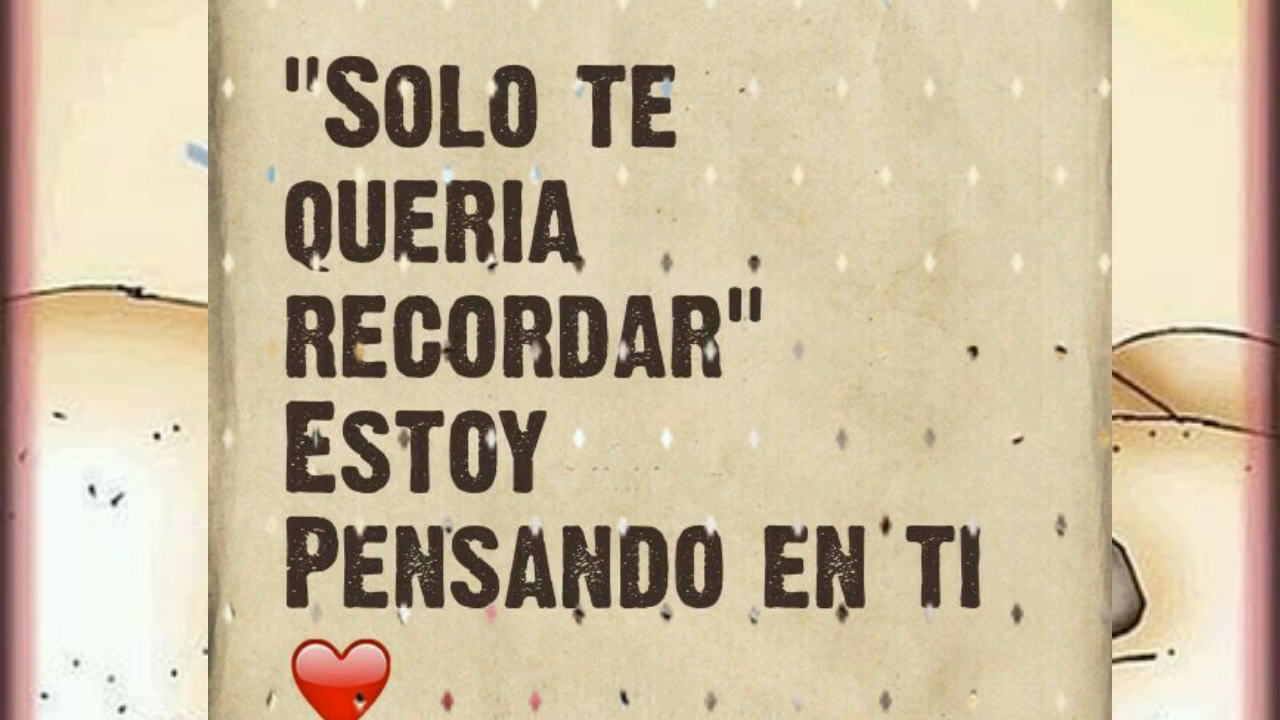 "Solo te
queria
recordar"
Estoy
Pensando en ti
❤️